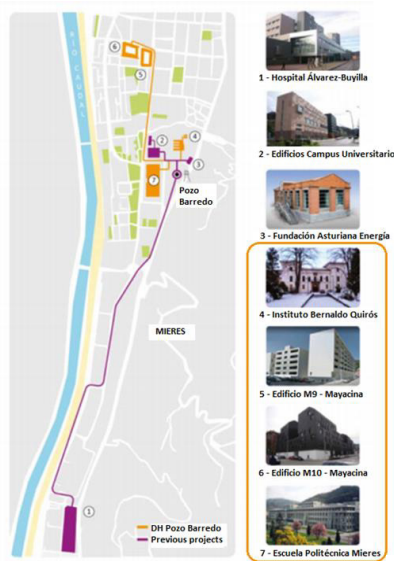 RÍO CAUDAL
6
5
2
4
3
7
Pozo
Barredo
MIERES
1
DH Pozo Barredo
Previous projects
1 - Hospital Álvarez-Buyilla
2 - Edificios Campus Universitario
3 - Fundación Asturiana Energía
4 - Instituto Bernaldo Quirós
5 - Edificio M9 - Mayacina
6 - Edificio M10 - Mayacina
7 - Escuela Politécnica Mieres